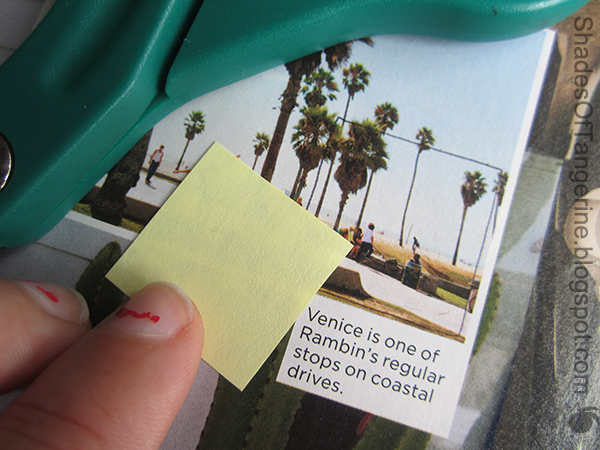 Venice is one of
Rambin's regular
stops on coastal
drives.
ShadesOfTangerine.blogspot.com